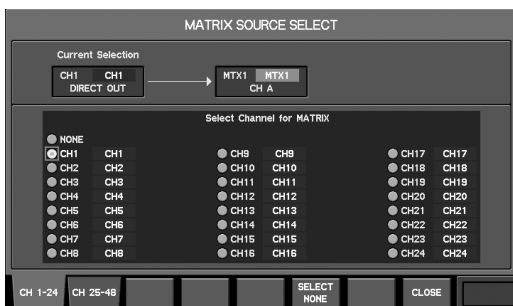 MATRIX SOURCE SELECT
Current Selection
CH1 CH1
DIRECT OUT
MTX1 MTX1
CH A
Select Channel for MATRIX
NONE
CH1 CH1 CH9 CH9 CH17 CH17
CH2 CH2 CH10 CH10 CH18 CH18
CH3 CH3 CH11 CH11 CH19 CH19
CH4 CH4 CH12 CH12 CH20 CH20
CH5 CH5 CH13 CH13 CH21 CH21
CH6 CH6 CH14 CH14 CH22 CH22
CH7 CH7 CH15 CH15 CH23 CH23
CH8 CH8 CH16 CH16 CH24 CH24
CH 1-24 CH 25-48 SELECT NONE CLOSE